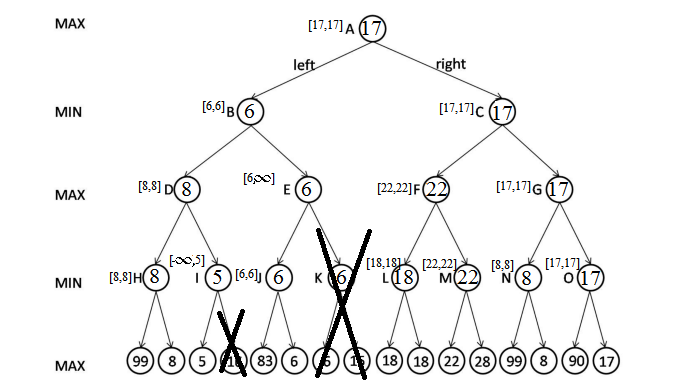 MAX [17,17] A 17
left right
MIN [6,6] B 6 [17,17] C 17
MAX [8,8] D 8 [6,∞] E 6 [22,22] F 22 [17,17] G 17
MIN [8,8] H 8 [-∞,5] I 5 [6,6] J 6 K 6 [18,18] L 18 [22,22] M 22 [8,8] N 8 [17,17] O 17
MAX 99 8 5 83 6 18 18 22 28 99 8 90 17